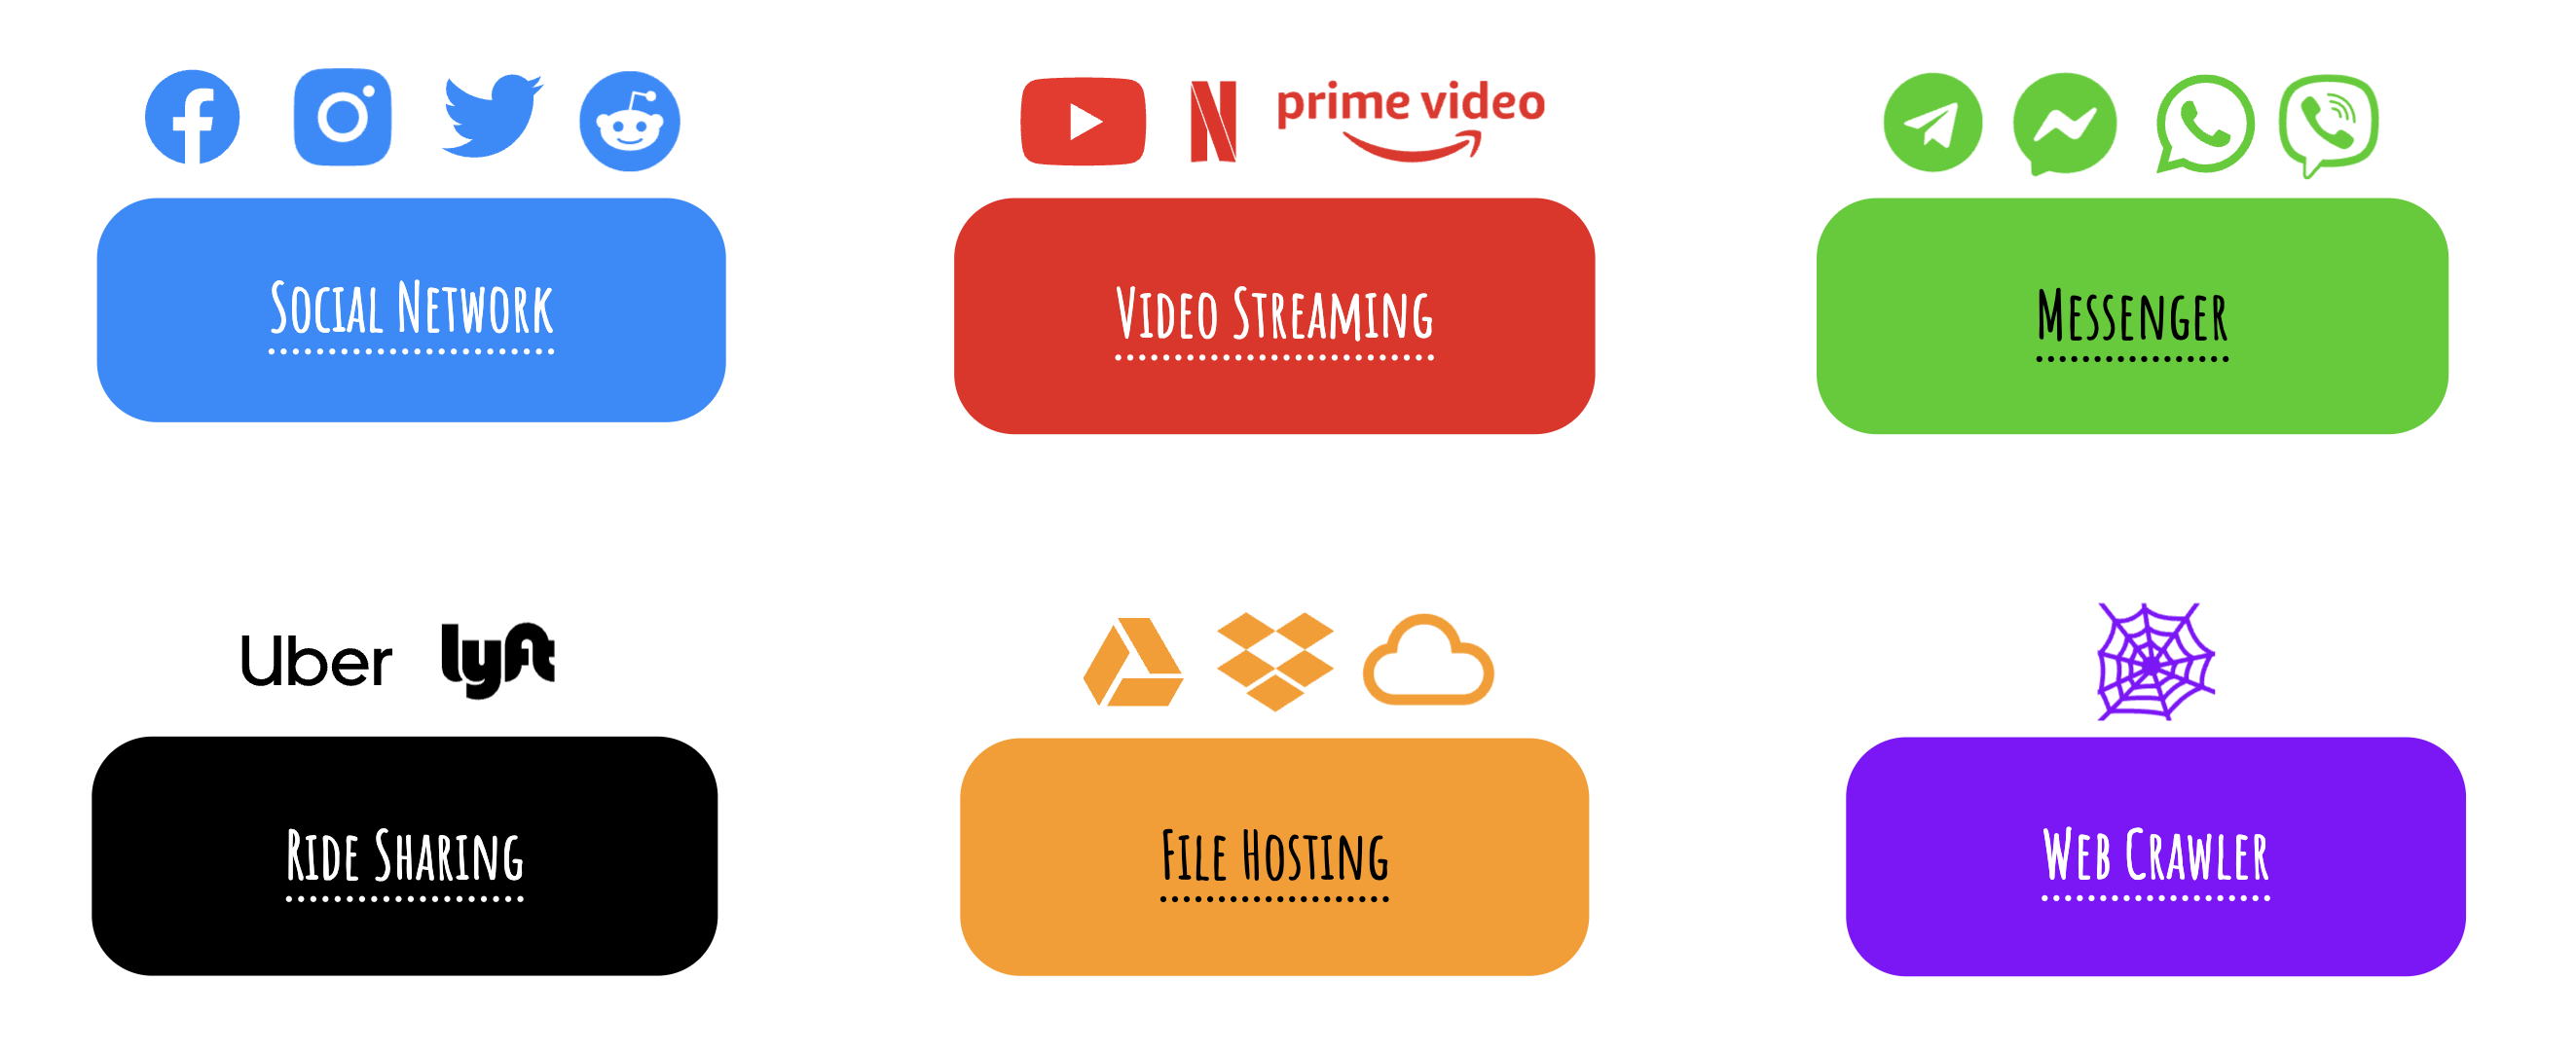 prime video
Social Network
Video Streaming
Messenger
Uber
lyft
Ride Sharing
File Hosting
Web Crawler